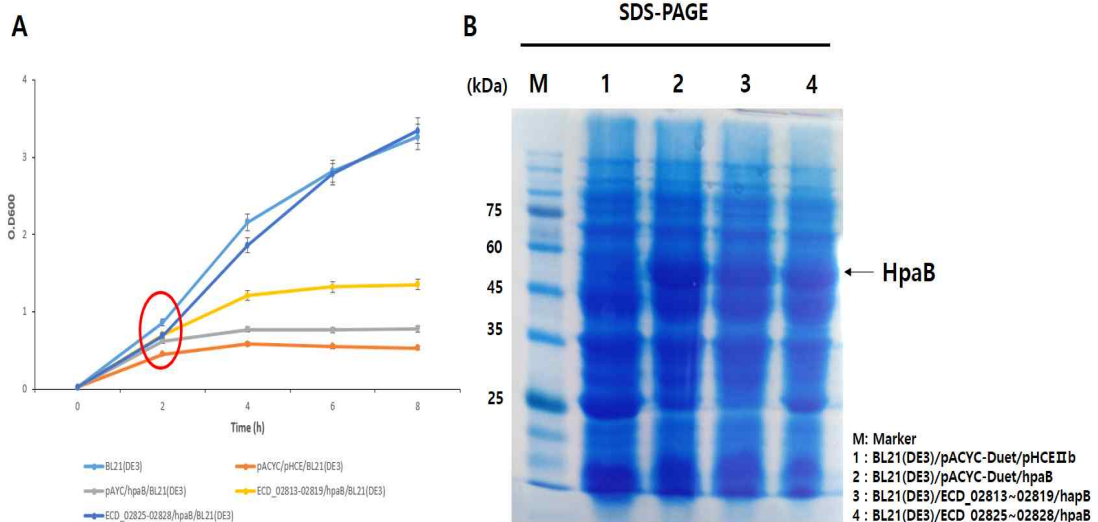 A
4
3
2
1
0
O.D600
0 2 4 6 8
Time (h)
BL21(DE3)
pACYC/pHCE/BL21(DE3)
pAYC/hpaB/BL21(DE3)
ECD_02813-02819/hpaB/BL21(DE3)
ECD_02825-02828/hpaB/BL21(DE3)
B
SDS-PAGE
(kDa) M 1 2 3 4
75
60
45
35
25
HpaB
M: Marker
1 : BL21(DE3)/pACYC-Duet/pHCEⅡb
2 : BL21(DE3)/pACYC-Duet/hpaB
3 : BL21(DE3)/ECD_02813~02819/hapB
4 : BL21(DE3)/ECD_02825~02828/hpaB